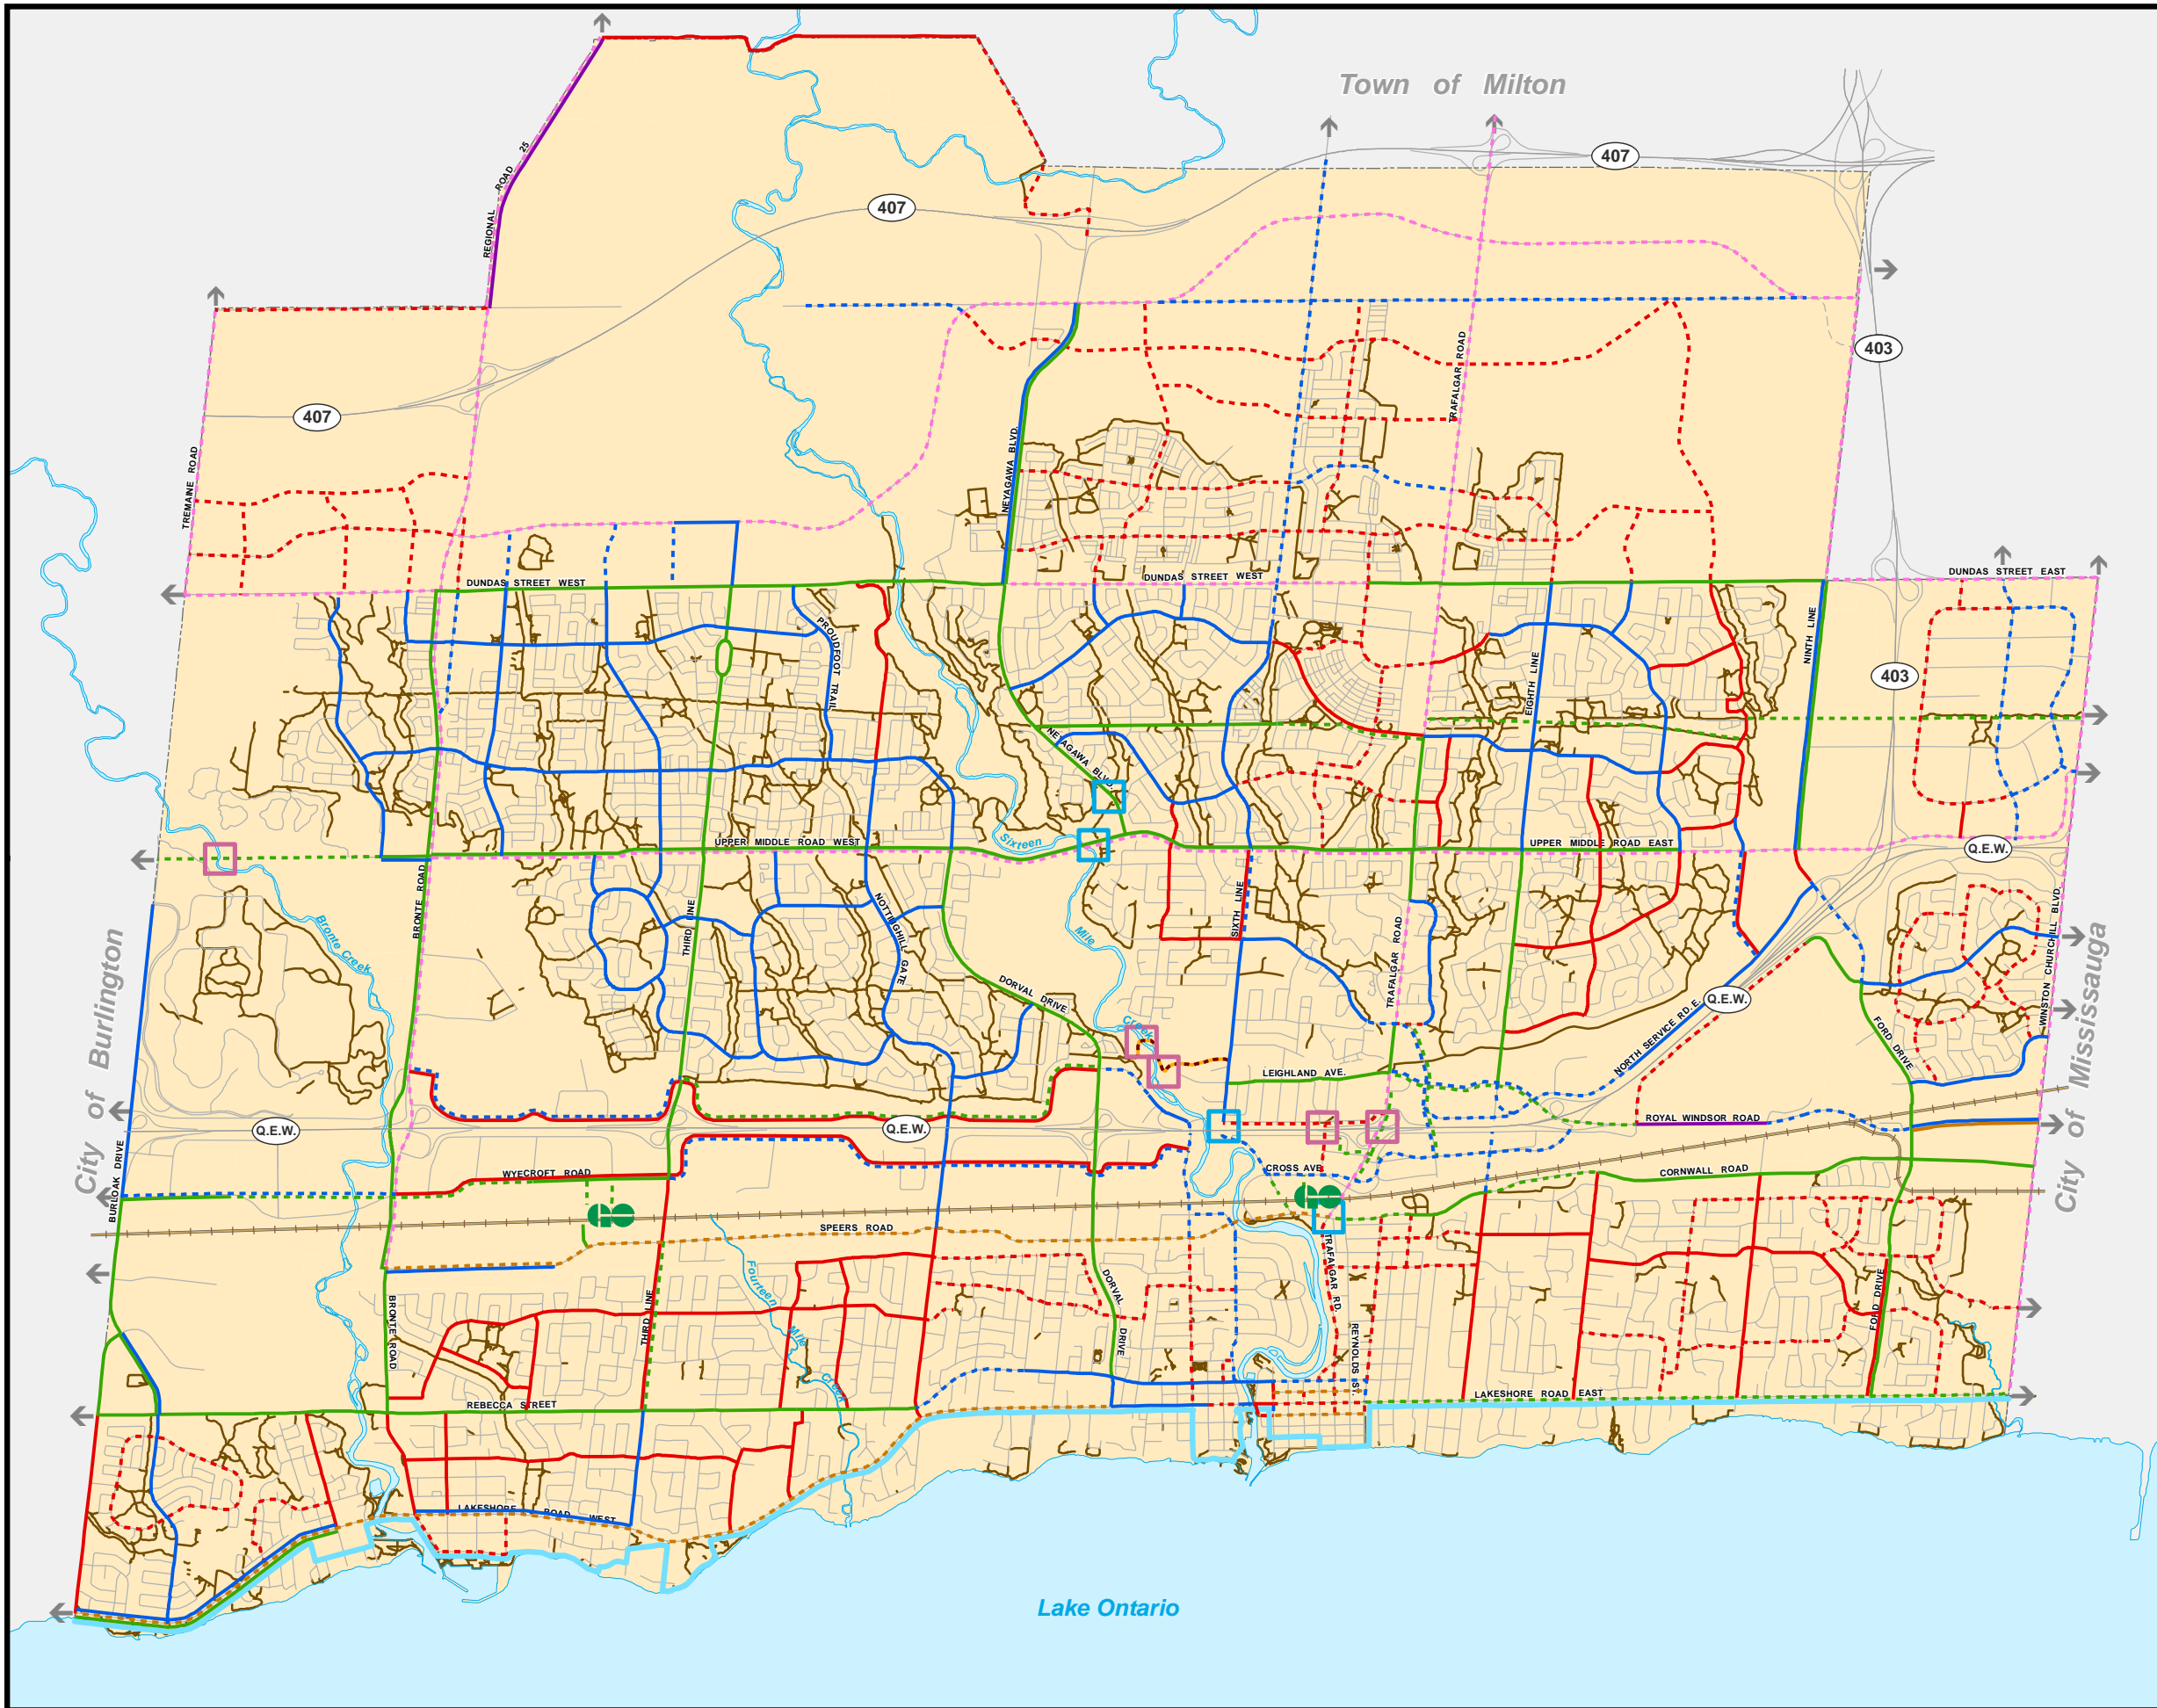 Town of Milton
407
REGIONAL ROAD 25
407
403
TRAFALGAR ROAD
407
NEYAGAWA BLVD.
TREMAINE ROAD
DUNDAS STREET WEST
DUNDAS STREET WEST
DUNDAS STREET EAST
PROUDFOOT TRAIL
NINTH LINE
EIGHTH LINE
403
NEYAGAWA BLVD.
UPPER MIDDLE ROAD WEST
Sixteen
UPPER MIDDLE ROAD EAST
Q.E.W.
BRONTE ROAD
THIRD LINE
NOTTINGHILL GATE
SIXTH LINE
TRAFALGAR ROAD
WINSTON CHURCHILL BLVD.
Bronte Creek
Mile
DORVAL DRIVE
Creek
Q.E.W.
NORTH SERVICE RD.E.
FORD DRIVE
City of Burlington
City of Mississauga
LEIGHLAND AVE.
Q.E.W.
Q.E.W.
ROYAL WINDSOR ROAD
BURLOAK DRIVE
WYECROFT ROAD
CROSS AVE.
CORNWALL ROAD
GO
GO
SPEERS ROAD
TRAFALGAR RD.
Fourteen
Mile
Creek
BRONTE ROAD
THIRD LINE
DORVAL DRIVE
REYNOLDS ST.
FORD DRIVE
REBECCA STREET
LAKESHORE ROAD EAST
LAKESHORE ROAD WEST
Lake Ontario